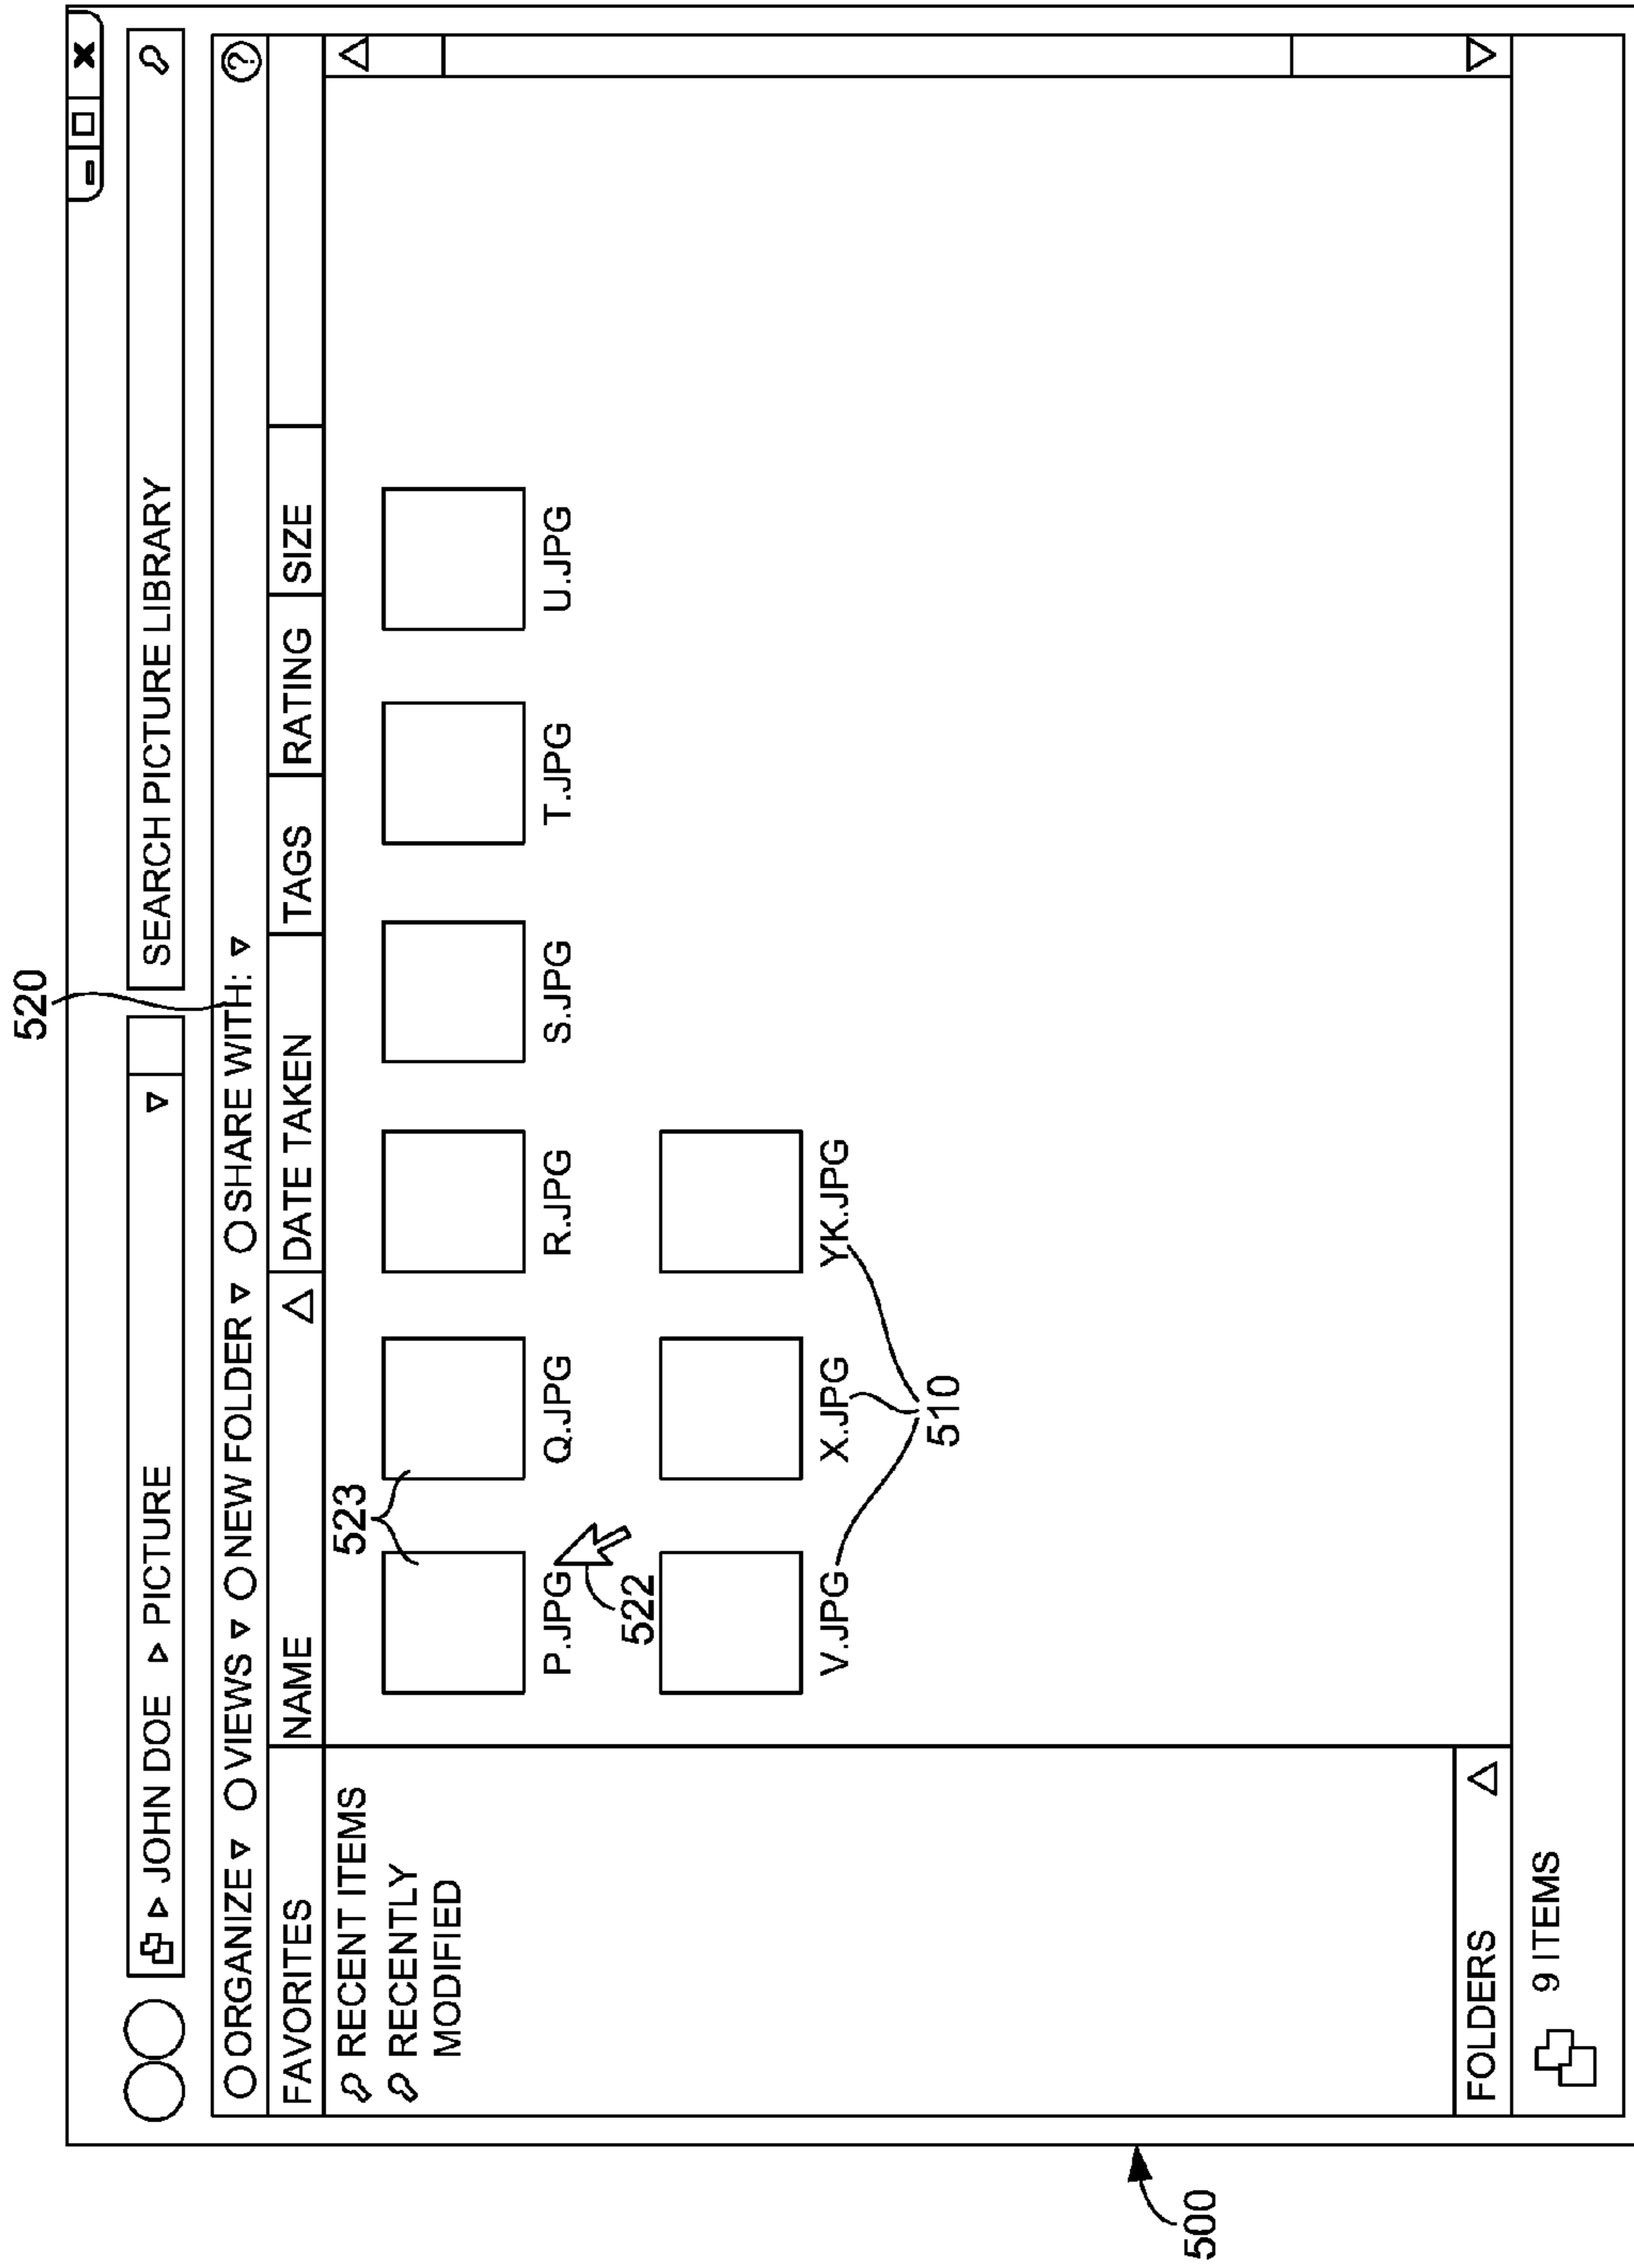 520
JOHN DOE PICTURE SEARCH PICTURE LIBRARY
ORGANIZE VIEWS NEW FOLDER SHARE WITH: ?
FAVORITES NAME DATE TAKEN TAGS RATING SIZE
RECENT ITEMS
RECENTLY
MODIFIED
523
P.JPG Q.JPG R.JPG S.JPG T.JPG U.JPG
522
V.JPG X.JPG YK.JPG
510
FOLDERS
9 ITEMS
500